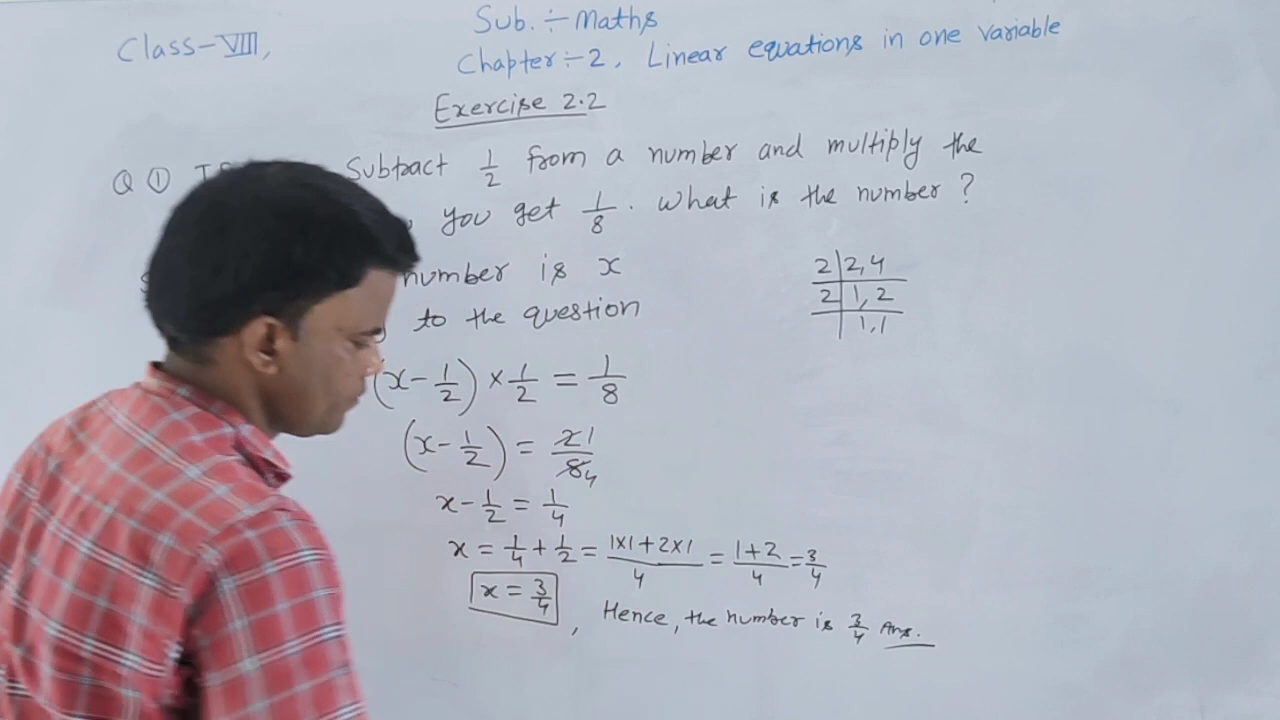 Class-VIII,
Sub. ÷ Maths
Chapter ÷ 2, Linear equations in one variable
Exercise 2.2
Q ① Subtract 1/2 from a number and multiply the
you get 1/8. What is the number ?
number is x
to the question
2 | 2, 4
2 | 1, 2
| 1, 1
(x - 1/2) × 1/2 = 1/8
(x - 1/2) = 2 1/8 4
x - 1/2 = 1/4
x = 1/4 + 1/2 = 1×1+2×1/4 = 1+2/4 = 3/4
x = 3/4, Hence, the number is 3/4 Ans.